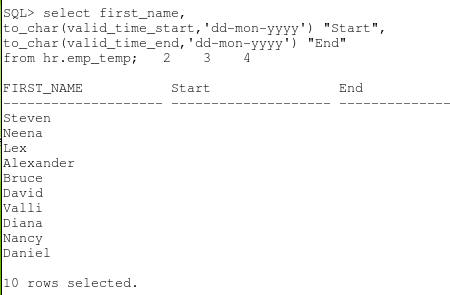 SQL> select first_name,
to_char(valid_time_start,'dd-mon-yyyy') "Start",
to_char(valid_time_end,'dd-mon-yyyy') "End"
from hr.emp_temp;   2    3    4

FIRST_NAME           Start                End
-------------------- -------------------- --------------
Steven
Neena
Lex
Alexander
Bruce
David
Valli
Diana
Nancy
Daniel

10 rows selected.